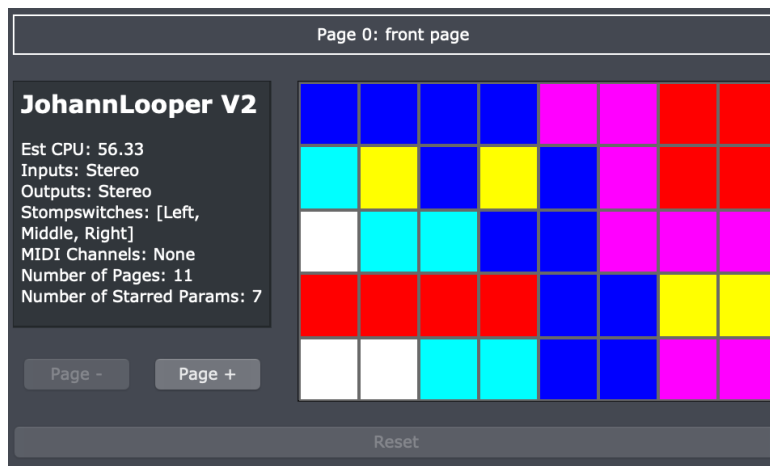 Page 0: front page
JohannLooper V2
Est CPU: 56.33
Inputs: Stereo
Outputs: Stereo
Stompswitches: [Left,
Middle, Right]
MIDI Channels: None
Number of Pages: 11
Number of Starred Params: 7
Page -
Page +
Reset